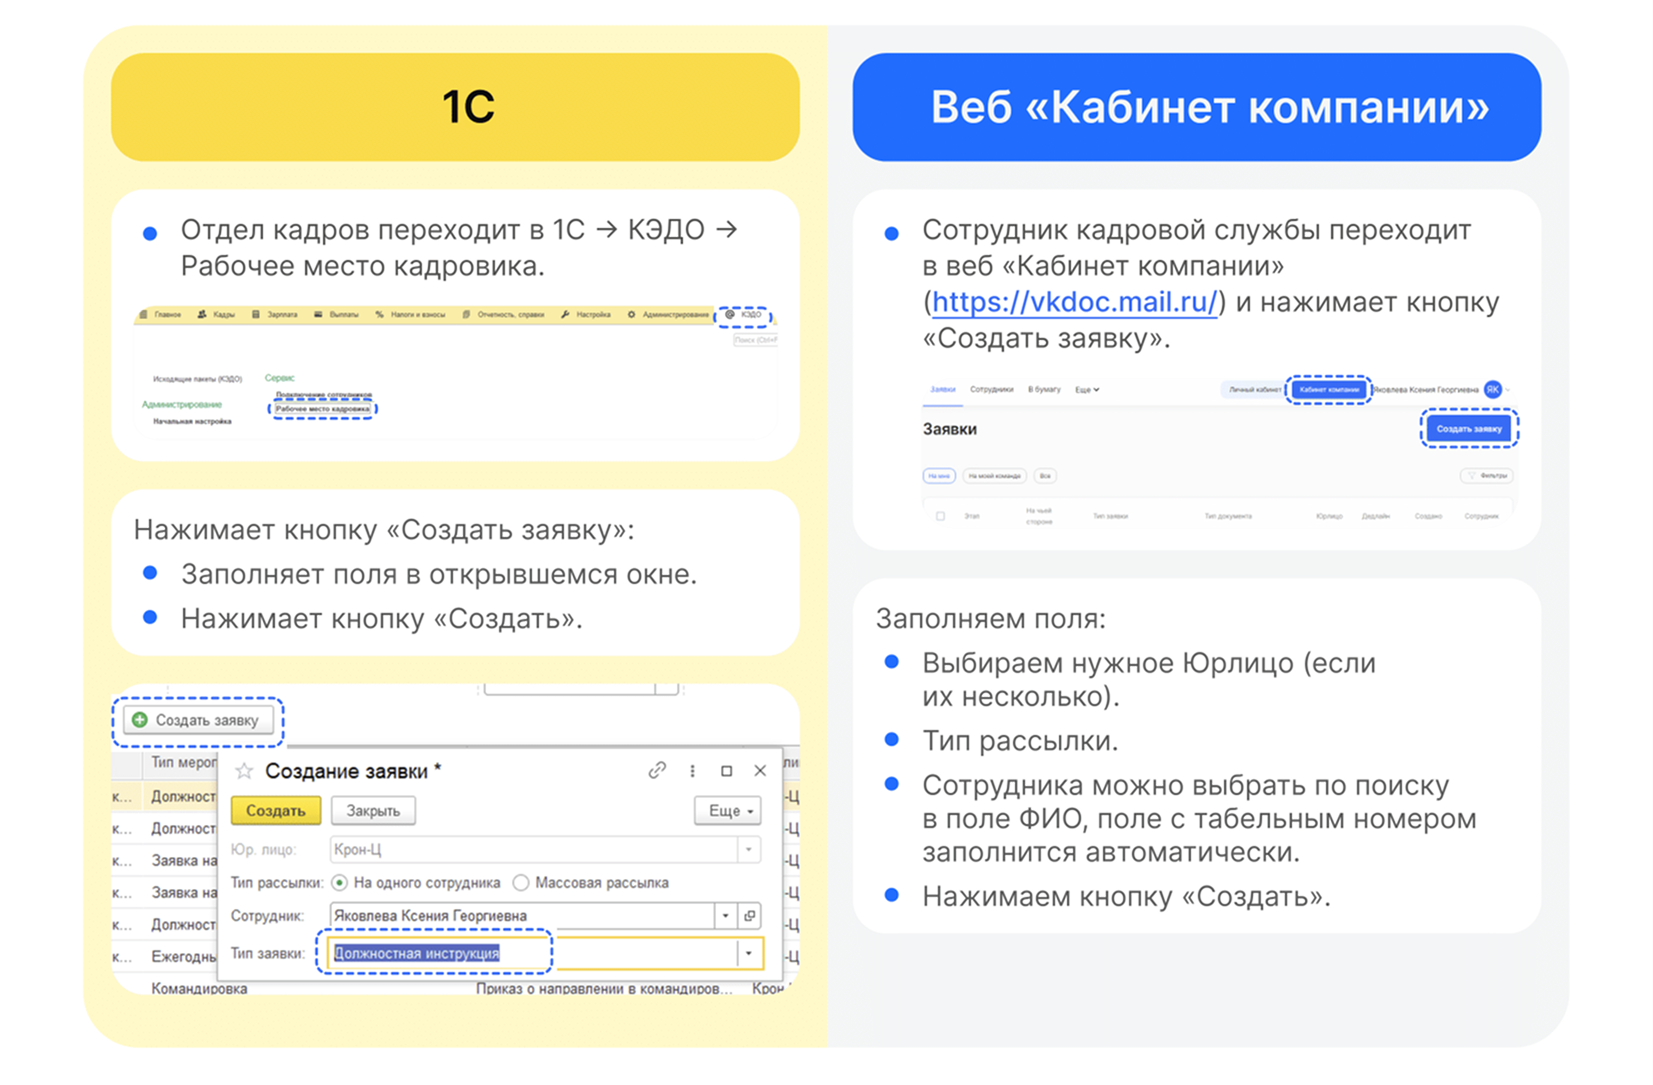 1С
Отдел кадров переходит в 1С → КЭДО →
Рабочее место кадровика.
Главное Кадры Зарплата Выплаты Налоги и взносы Отчетность, справки Настройка Администрирование КЭДО
Поиск (Ctrl+F
Исходящие пакеты (КЭДО) Сервис
Подключение сотрудников
Администрирование
Рабочее место кадровика
Начальная настройка
Нажимает кнопку «Создать заявку»:
Заполняет поля в открывшемся окне.
Нажимает кнопку «Создать».
Создать заявку
Тип мероп
Создание заявки *
к... Должност
Создать Закрыть Еще
к... Должност
Юр. лицо: Крон-Ц
к... Заявка на
Тип рассылки: На одного сотрудника Массовая рассылка
к... Заявка на
Сотрудник: Яковлева Ксения Георгиевна
к... Должност
Тип заявки: Должностная инструкция
к... Ежегодны
Командировка Приказ о направлении в командиров... Крон
Веб «Кабинет компании»
Сотрудник кадровой службы переходит
в веб «Кабинет компании»
(https://vkdoc.mail.ru/) и нажимает кнопку
«Создать заявку».
Заявки Сотрудники В бумагу Еще Личный кабинет Кабинет компании Яковлева Ксения Георгиевна ЯК
Заявки Создать заявку
На мне На моей команде Все Фильтры
Этап На чьей стороне Тип заявки Тип документа Юрлицо Дедлайн Создано Сотрудник
Заполняем поля:
Выбираем нужное Юрлицо (если
их несколько).
Тип рассылки.
Сотрудника можно выбрать по поиску
в поле ФИО, поле с табельным номером
заполнится автоматически.
Нажимаем кнопку «Создать».